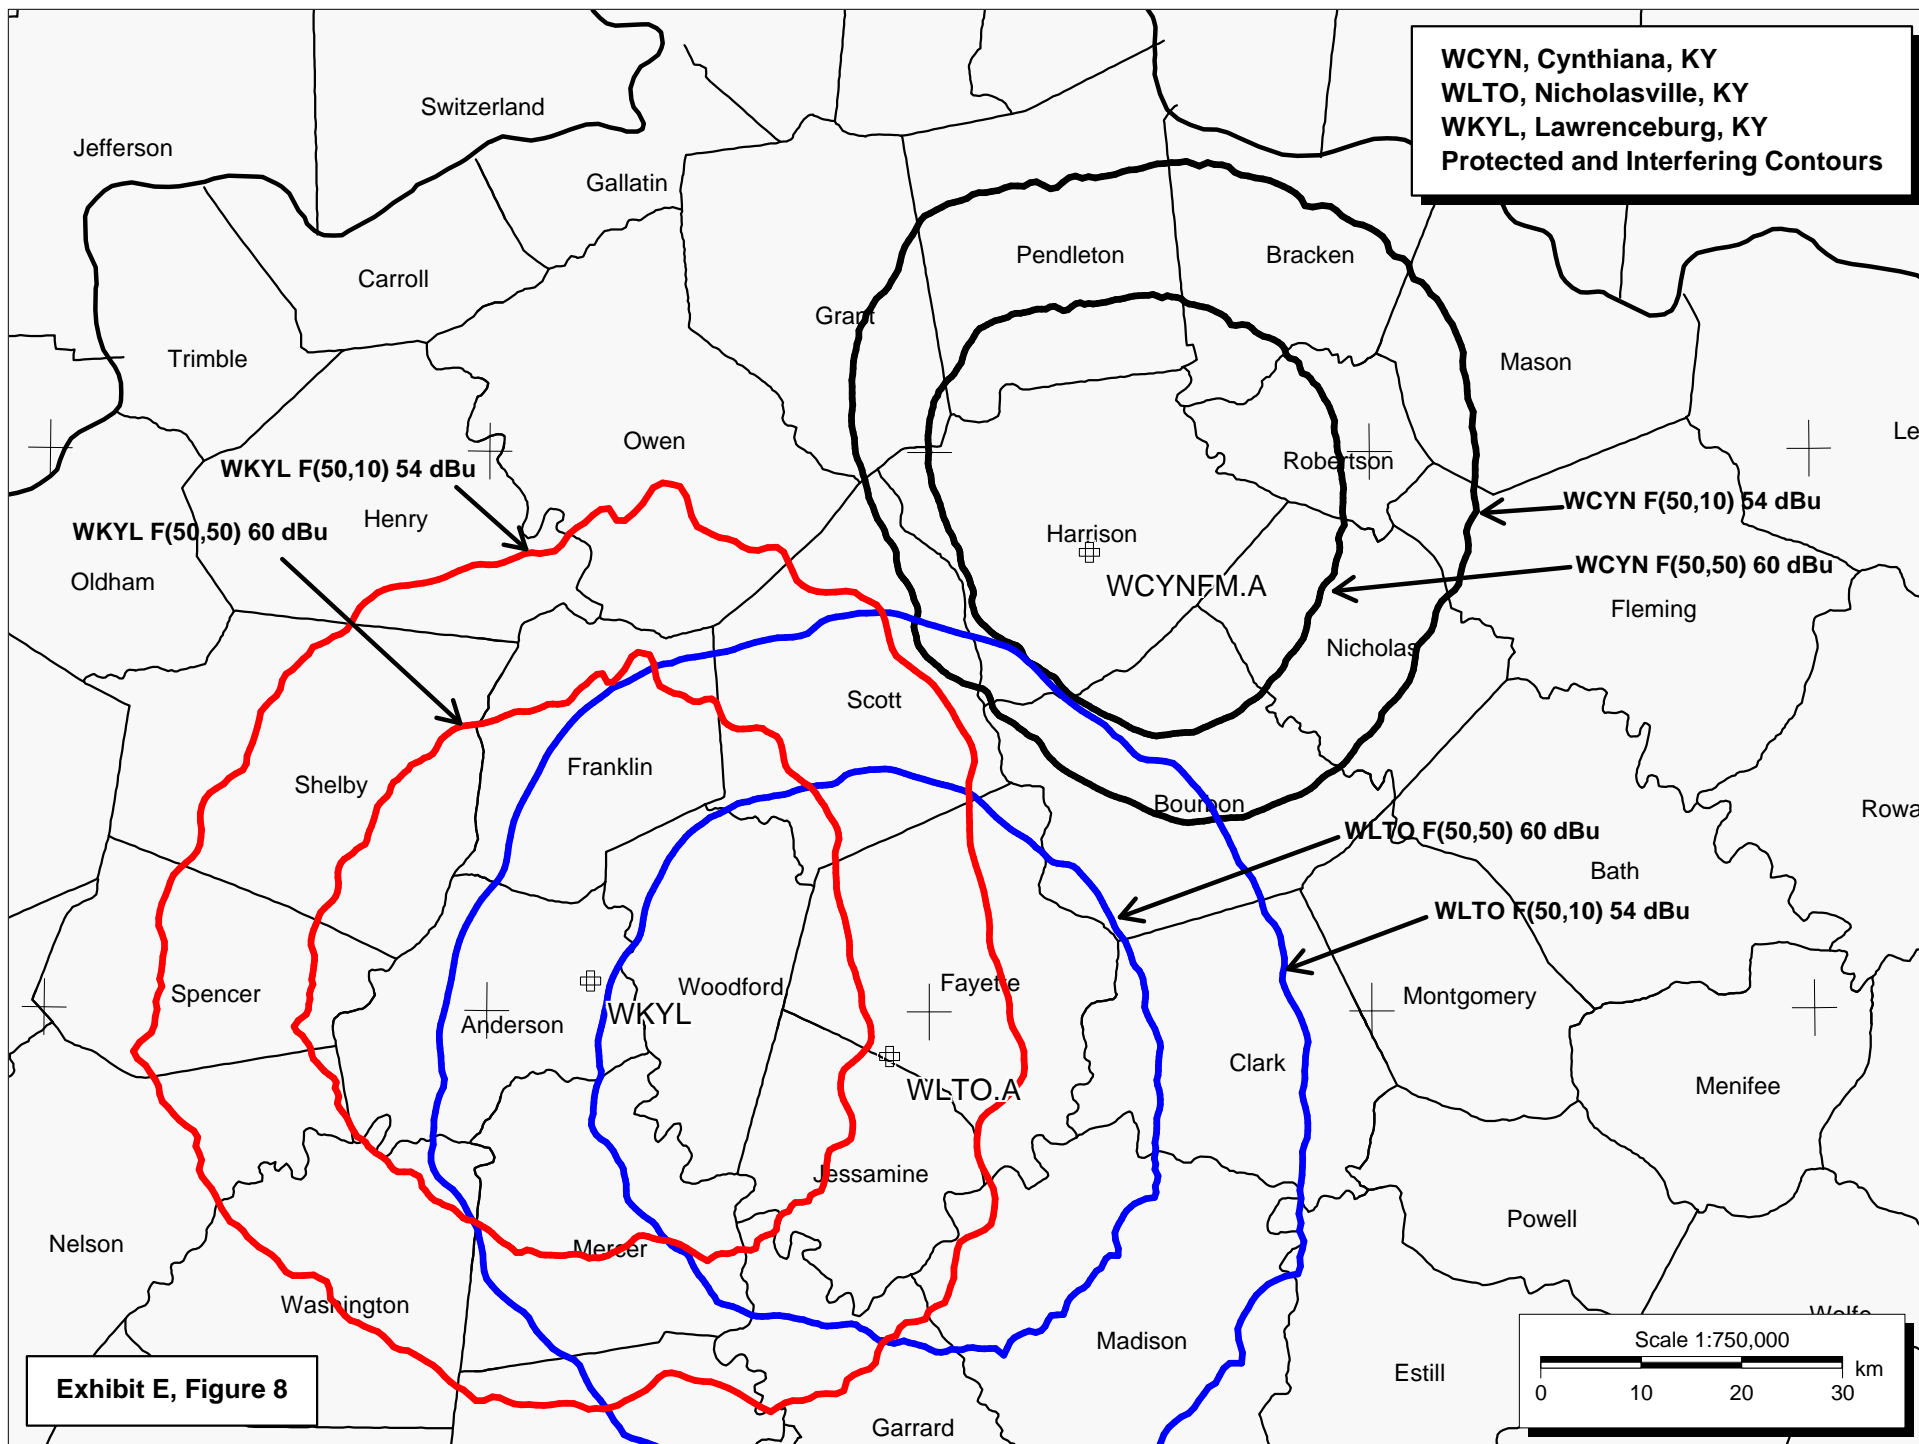 WCYN, Cynthiana, KY
WLTO, Nicholasville, KY
WKYL, Lawrenceburg, KY
Protected and Interfering Contours
Switzerland
Jefferson
Gallatin
Pendleton
Bracken
Carroll
Grant
Trimble
Mason
Owen
Le
WKYL F(50,10) 54 dBu
Robertson
WCYN F(50,10) 54 dBu
Henry
WKYL F(50,50) 60 dBu
Harrison
WCYN F(50,50) 60 dBu
Oldham
WCYNFM.A
Fleming
Nicholas
Scott
Franklin
Shelby
Bourbon
Rowa
WLTO F(50,50) 60 dBu
Bath
WLTO F(50,10) 54 dBu
Spencer
Woodford
Fayette
Montgomery
WKYL
Anderson
Clark
WLTO.A
Menifee
Jessamine
Powell
Nelson
Mercer
Washington
Wolfe
Madison
Scale 1:750,000
km
0 10 20 30
Estill
Exhibit E, Figure 8
Garrard